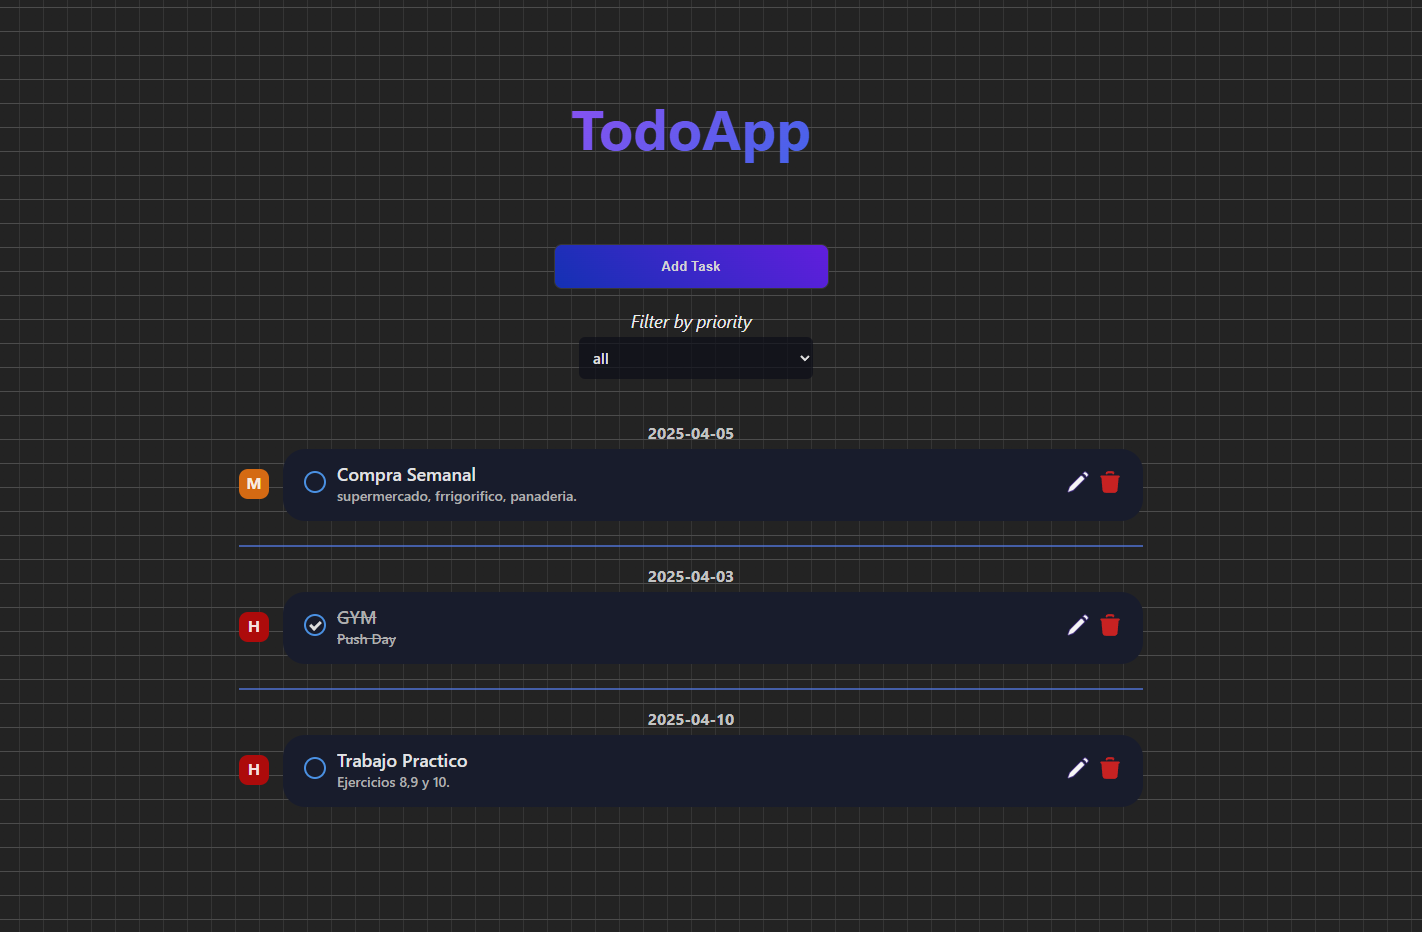 TodoApp
Add Task
Filter by priority
all
2025-04-05
M
Compra Semanal
supermercado, frrigorifico, panaderia.
2025-04-03
H
GYM
Push Day
2025-04-10
H
Trabajo Practico
Ejercicios 8,9 y 10.